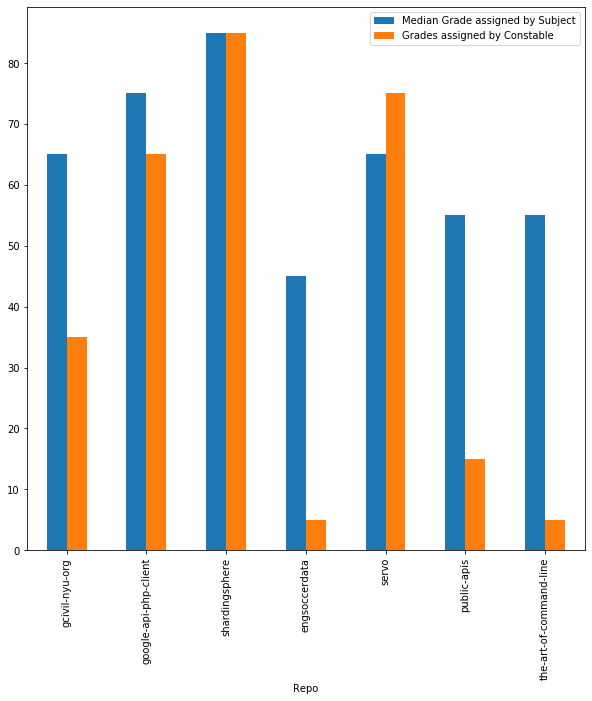 Median Grade assigned by Subject
Grades assigned by Constable
80
70
60
50
40
30
20
10
0
gcivil-nyu-org
google-api-php-client
shardingsphere
engsoccerdata
servo
public-apis
the-art-of-command-line
Repo